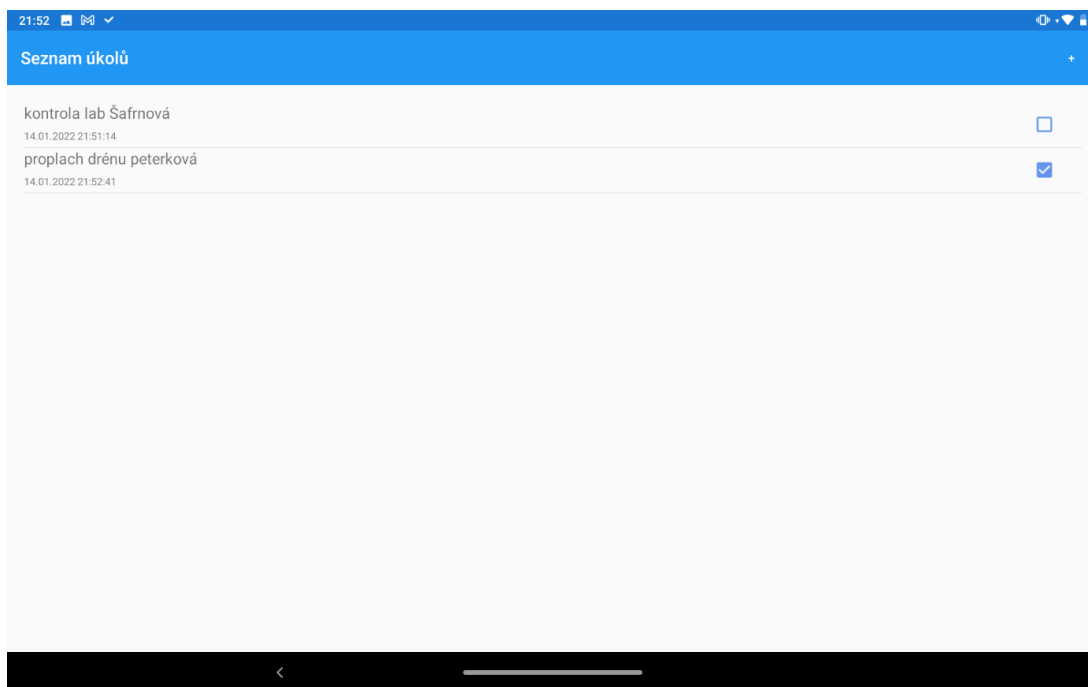 21:52
Seznam úkolů
+
kontrola lab Šafrnová
14.01.2022 21:51:14
proplach drénu peterková
14.01.2022 21:52:41